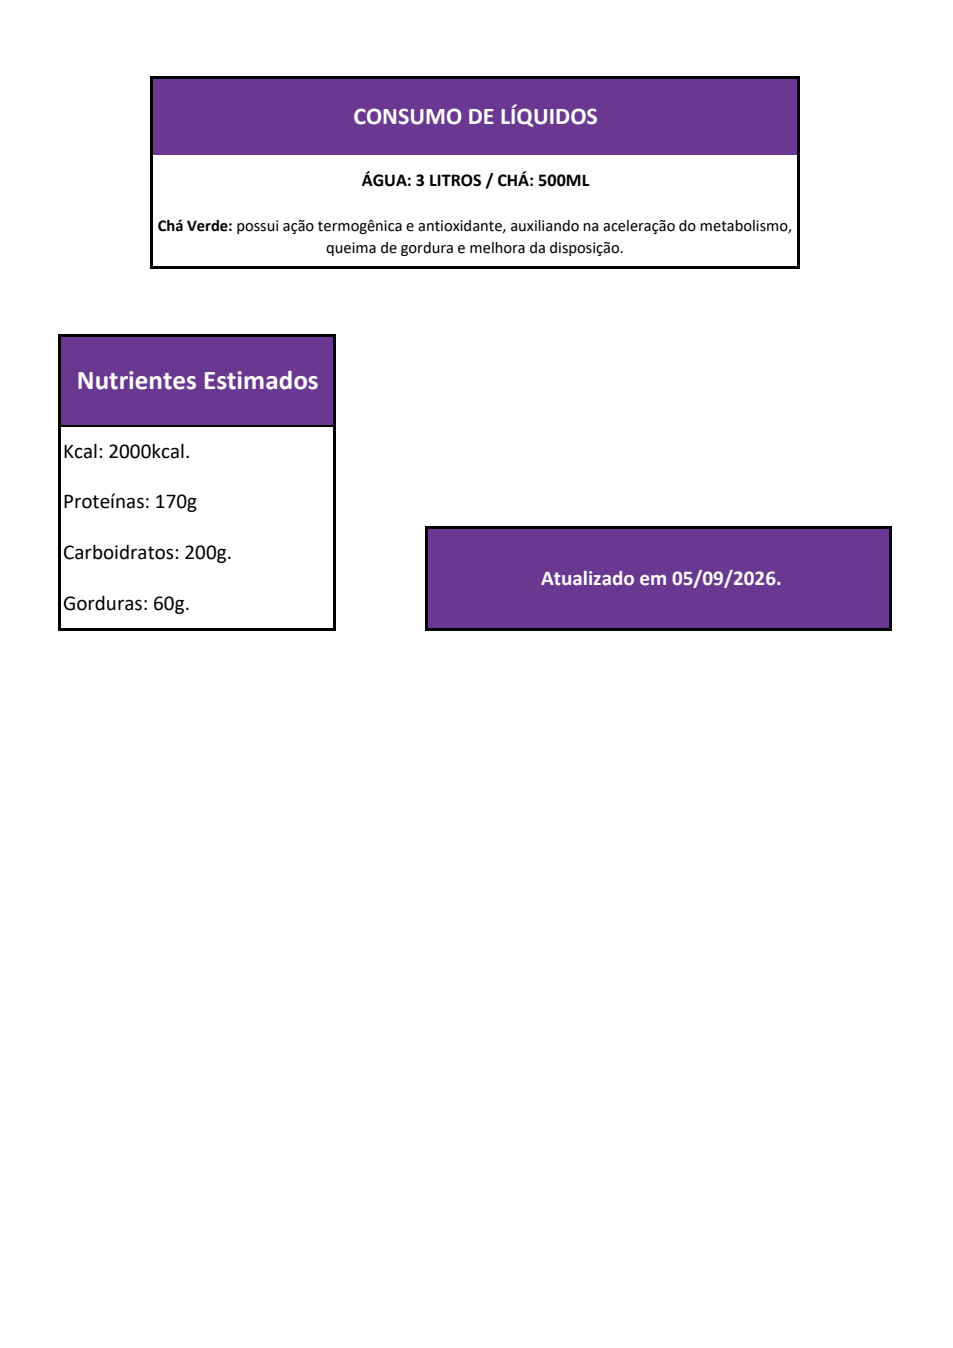 CONSUMO DE LÍQUIDOS
ÁGUA: 3 LITROS / CHÁ: 500ML
Chá Verde: possui ação termogênica e antioxidante, auxiliando na aceleração do metabolismo,
queima de gordura e melhora da disposição.
Nutrientes Estimados
Kcal: 2000kcal.
Proteínas: 170g
Carboidratos: 200g.
Gorduras: 60g.
Atualizado em 05/09/2026.